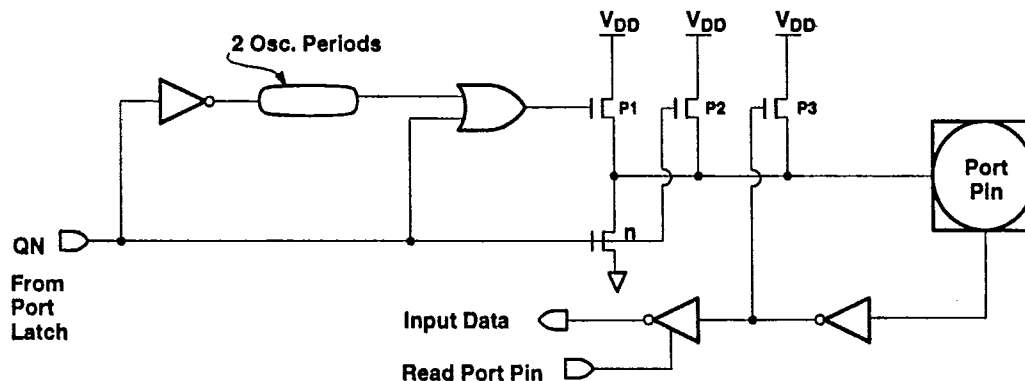 VDD
VDD
VDD
2 Osc. Periods
P1
P2
P3
Port
Pin
n
QN
From
Port
Latch
Input Data
Read Port Pin